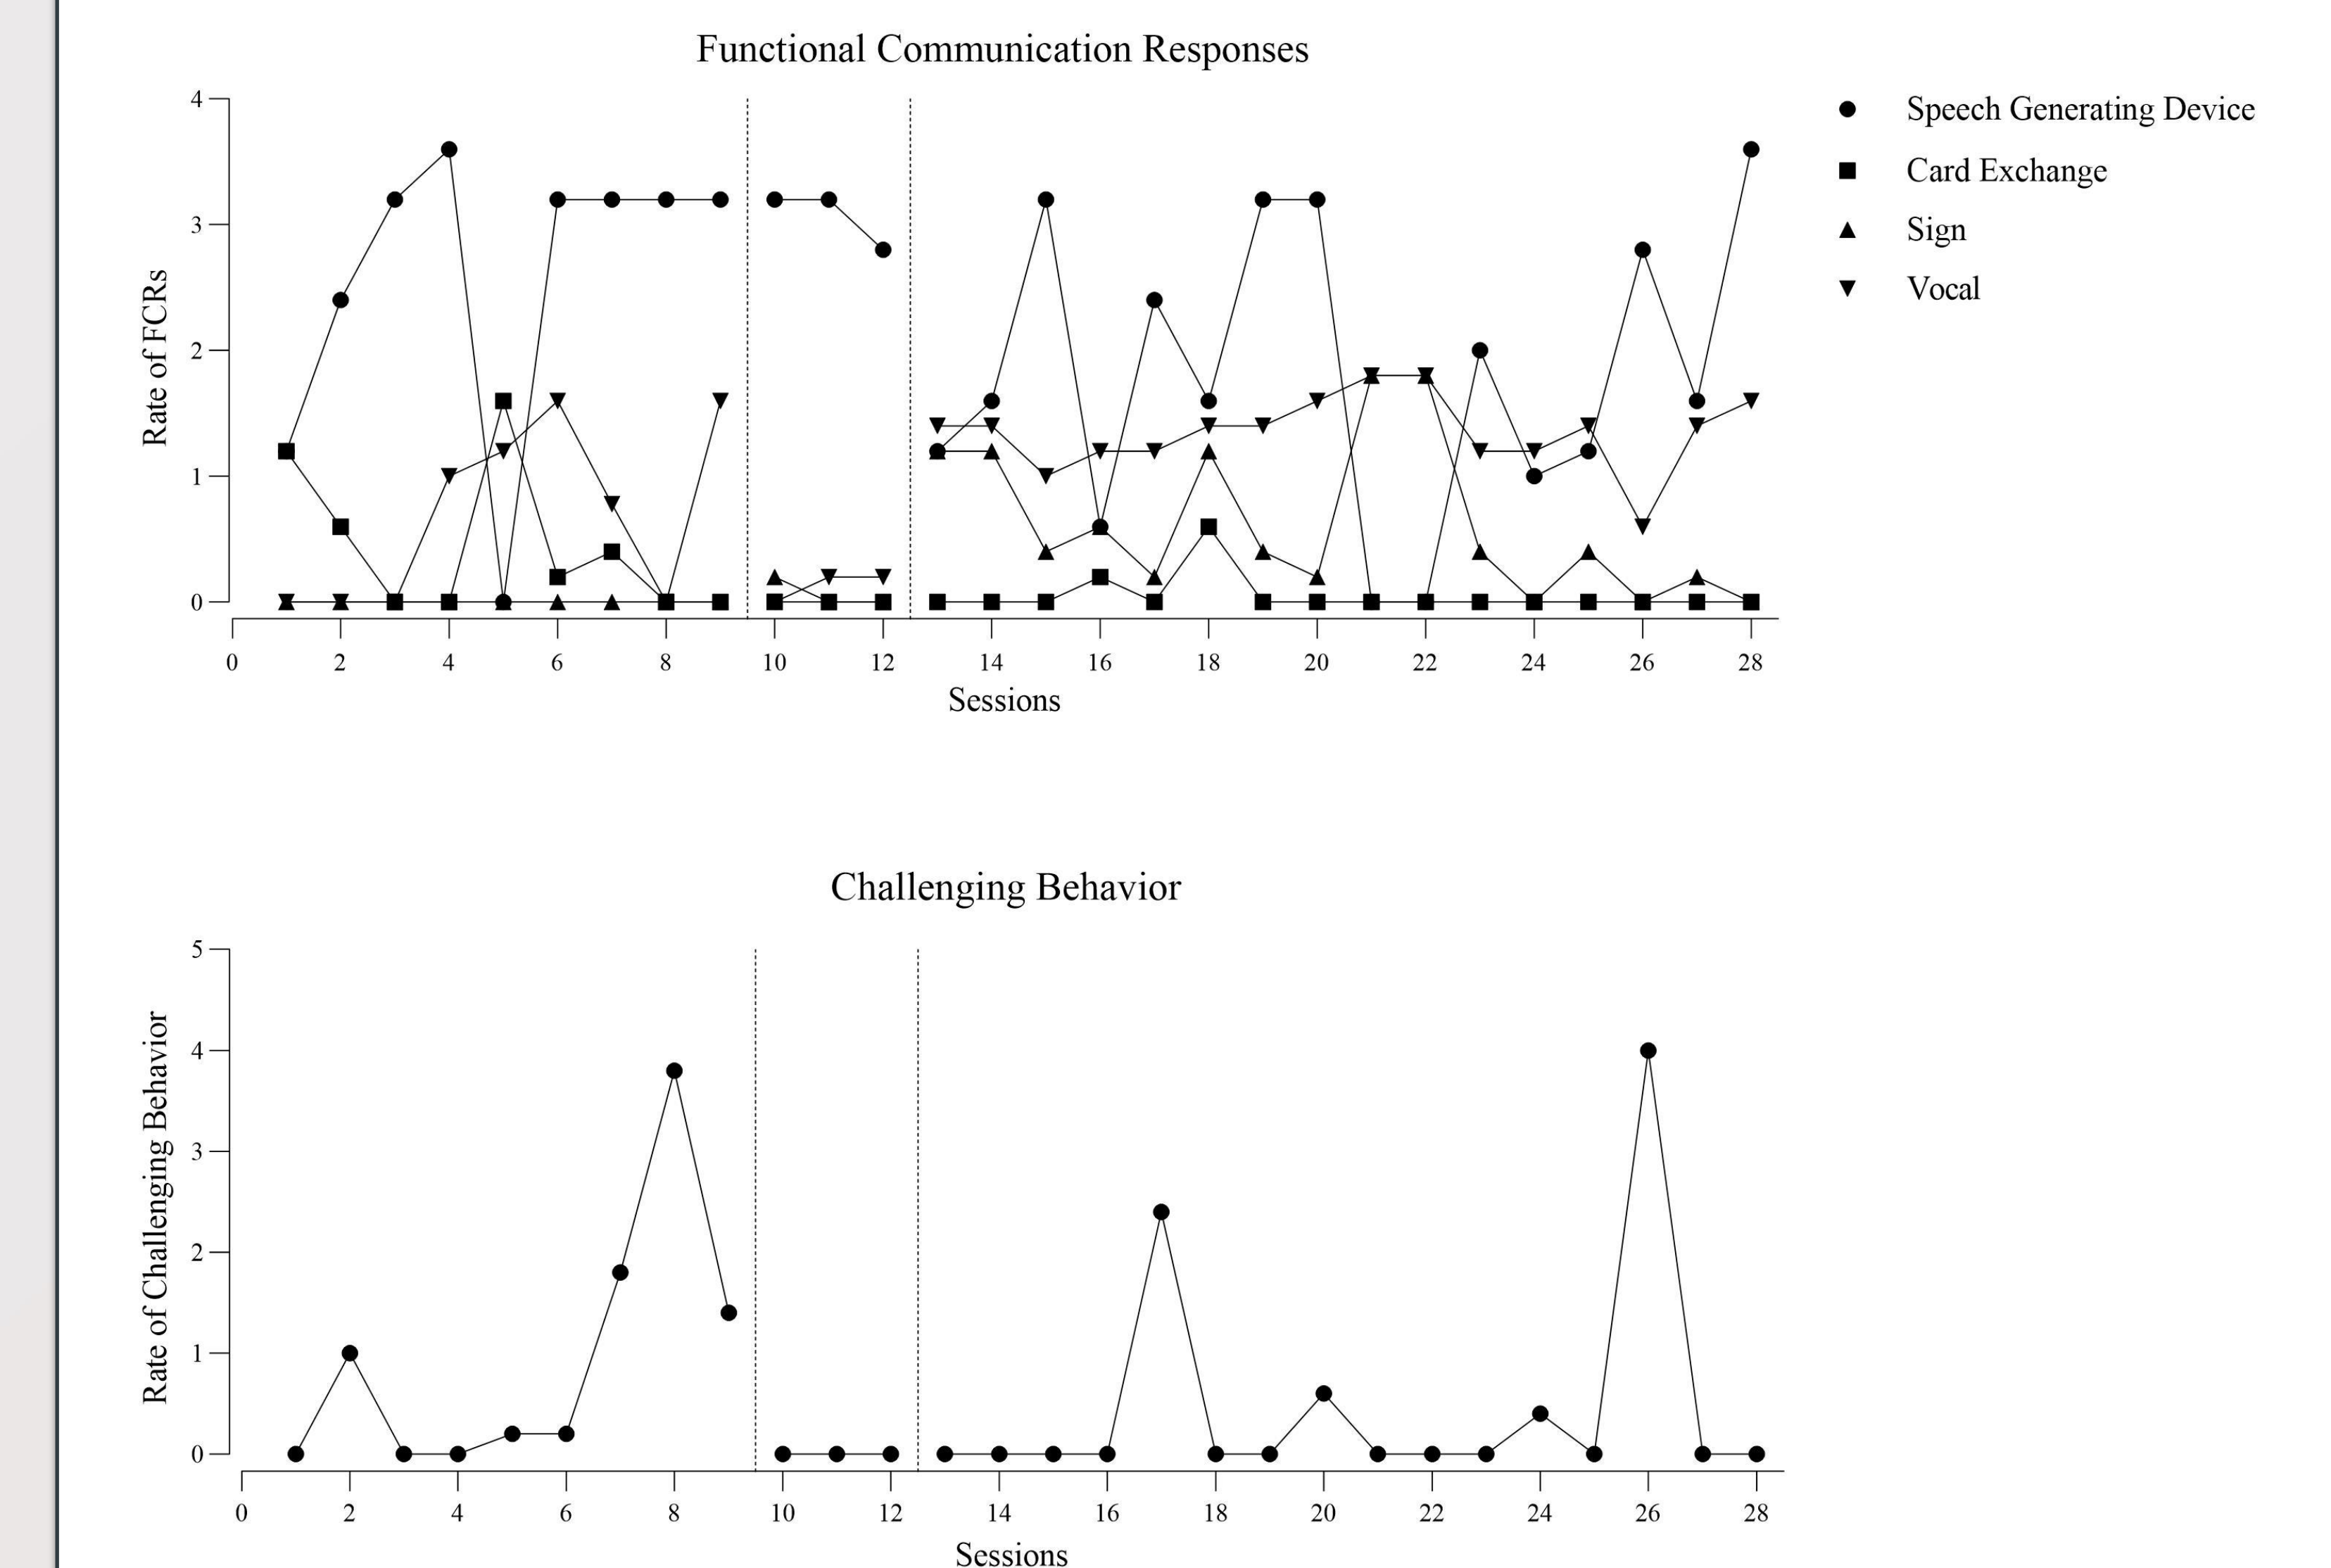 Functional Communication Responses
4
3
2
1
0
Rate of FCRs
0 2 4 6 8 10 12 14 16 18 20 22 24 26 28
Sessions
Speech Generating Device
Card Exchange
Sign
Vocal
Challenging Behavior
5
4
3
2
1
0
Rate of Challenging Behavior
0 2 4 6 8 10 12 14 16 18 20 22 24 26 28
Sessions